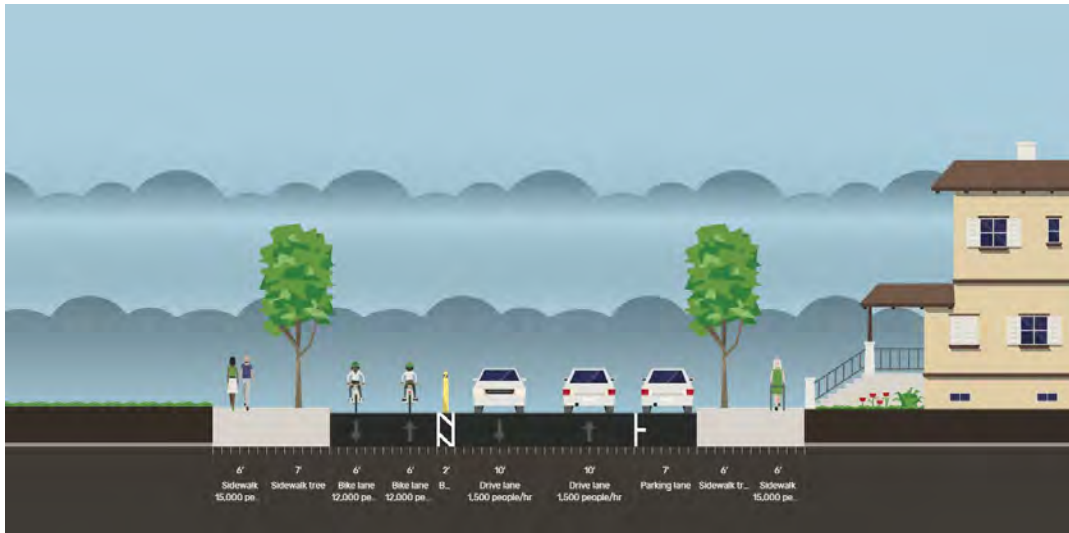 6' 7' 6' 6' 2' 10' 10' 7' 6' 6'
Sidewalk Sidewalk tree Bike lane Bike lane B... Drive lane Drive lane Parking lane Sidewalk tr... Sidewalk
15,000 pe... 12,000 pe... 12,000 pe... 1,500 people/hr 1,500 people/hr 15,000 pe...